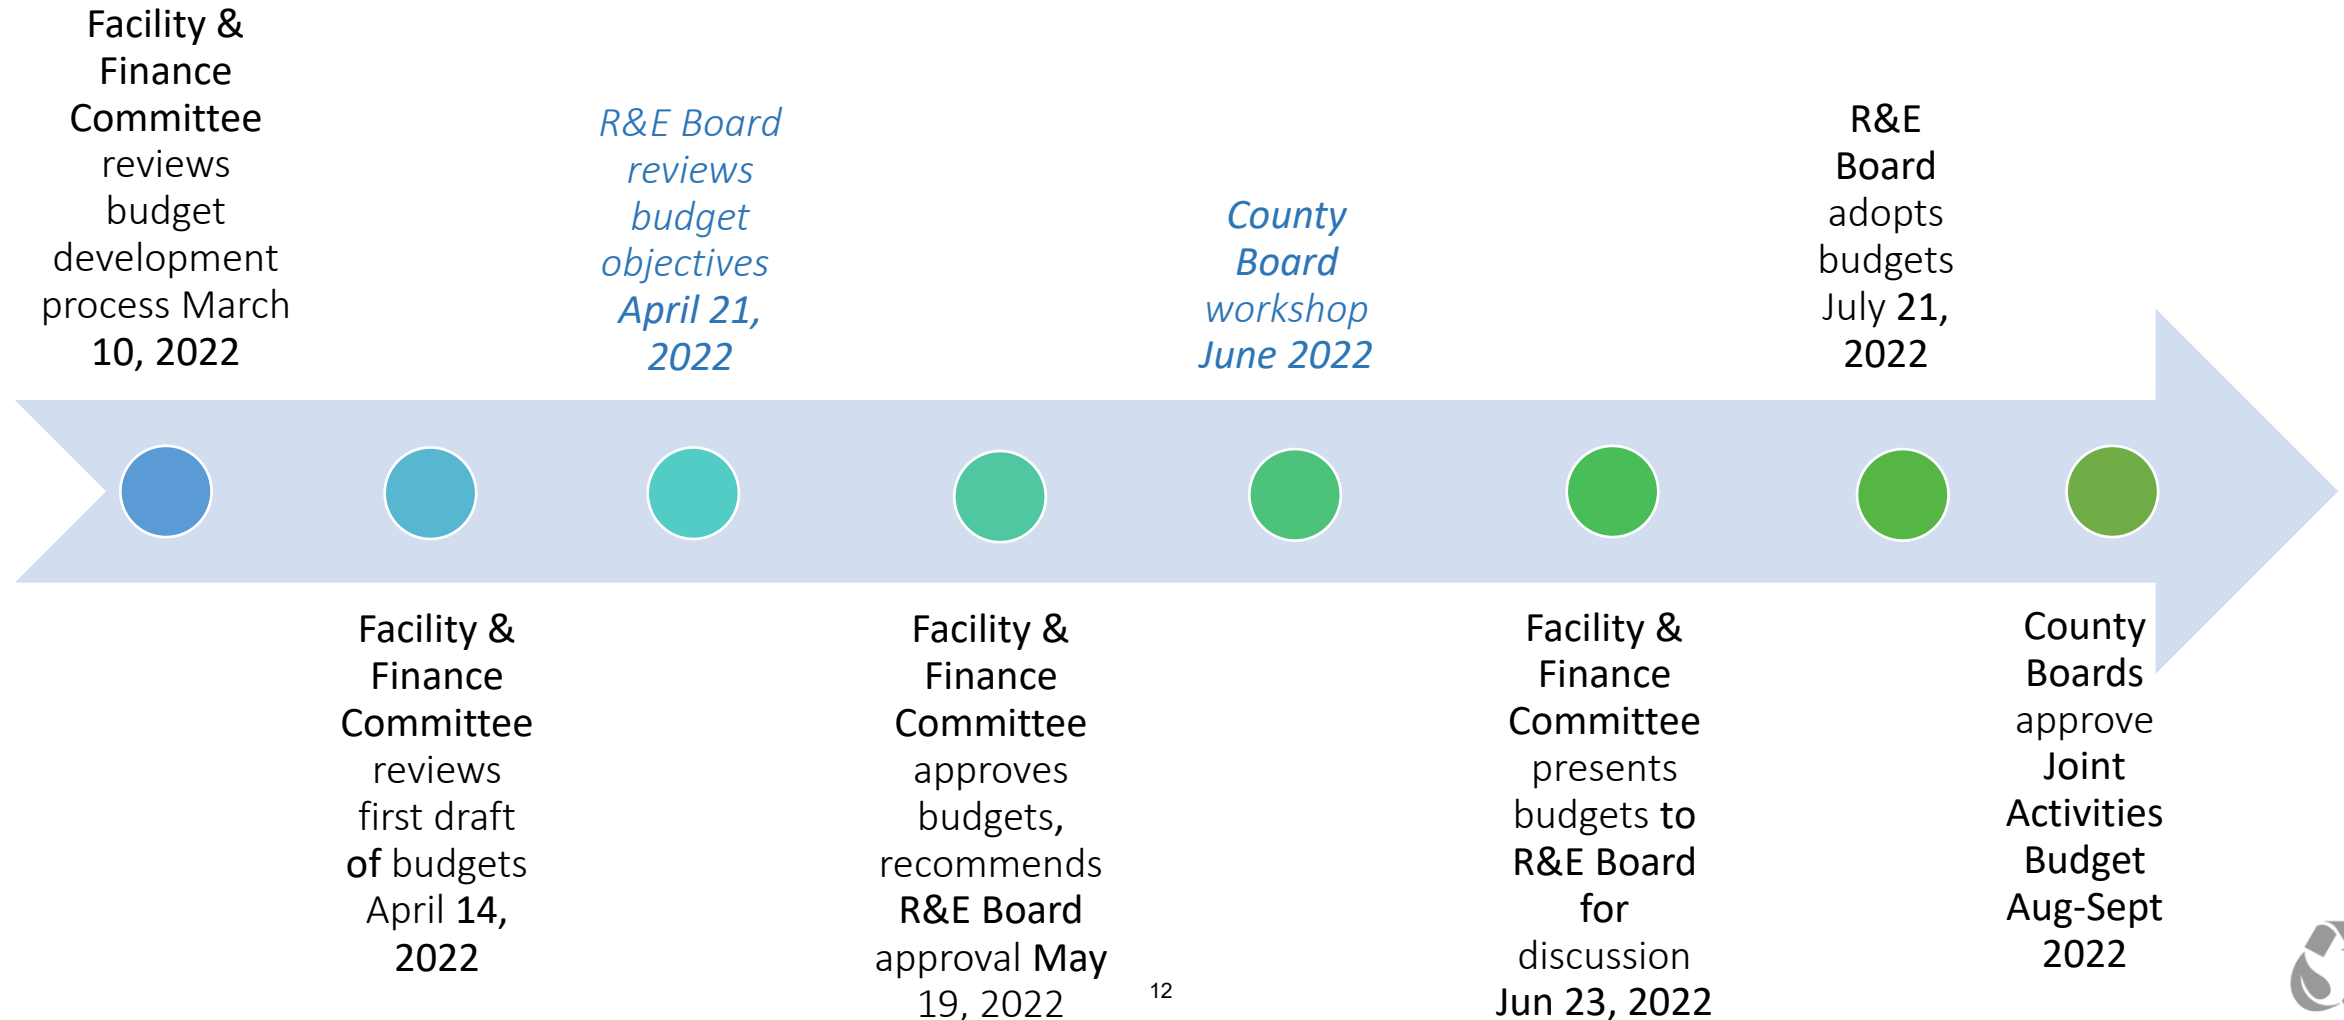 Facility &
Finance
Committee
reviews
budget
development
process March
10, 2022
Facility &
Finance
Committee
reviews
first draft
of budgets
April 14,
2022
R&E Board
reviews
budget
objectives
April 21,
2022
Facility &
Finance
Committee
approves
budgets,
recommends
R&E Board
approval May
19, 2022
County
Board
workshop
June 2022
Facility &
Finance
Committee
presents
budgets to
R&E Board
for
discussion
Jun 23, 2022
R&E
Board
adopts
budgets
July 21,
2022
County
Boards
approve
Joint
Activities
Budget
Aug-Sept
2022
12